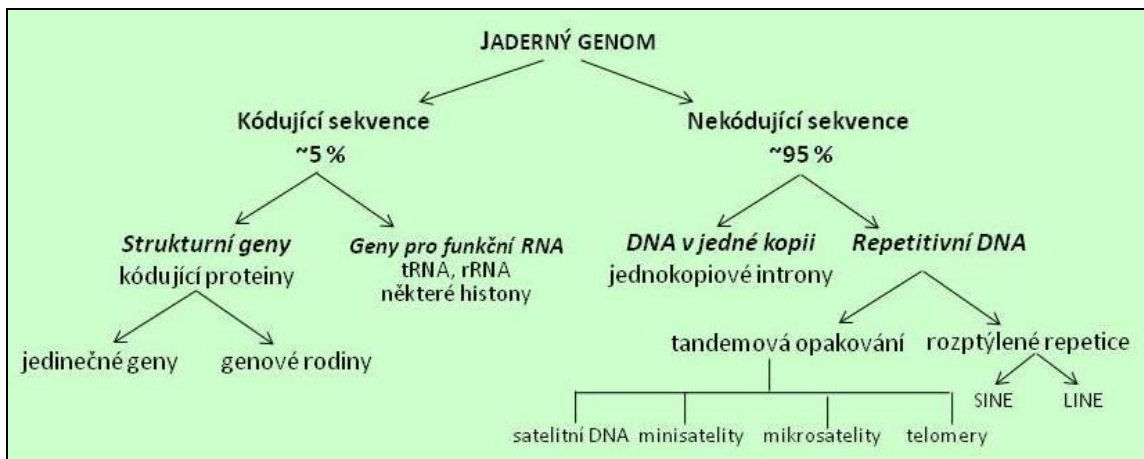 JADERNÝ GENOM
Kódující sekvence
~5 %
Nekódující sekvence
~95 %
Strukturní geny
kódující proteiny
Geny pro funkční RNA
tRNA, rRNA
některé histony
DNA v jedné kopii
jednokopiové introny
Repetitivní DNA
jedinečné geny
genové rodiny
tandemová opakování
rozptýlené repetice
SINE
LINE
satelitní DNA
minisatelity
mikrosatelity
telomery